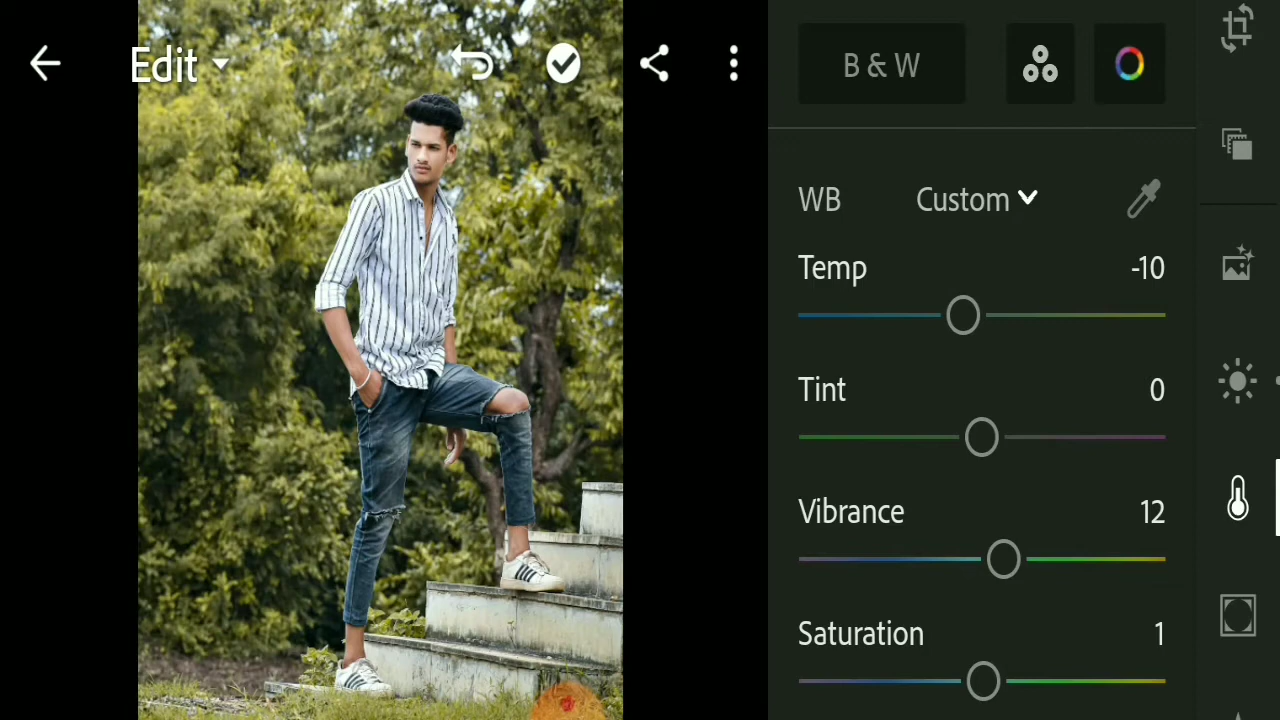 Edit
B & W
WB Custom
Temp -10
Tint 0
Vibrance 12
Saturation 1